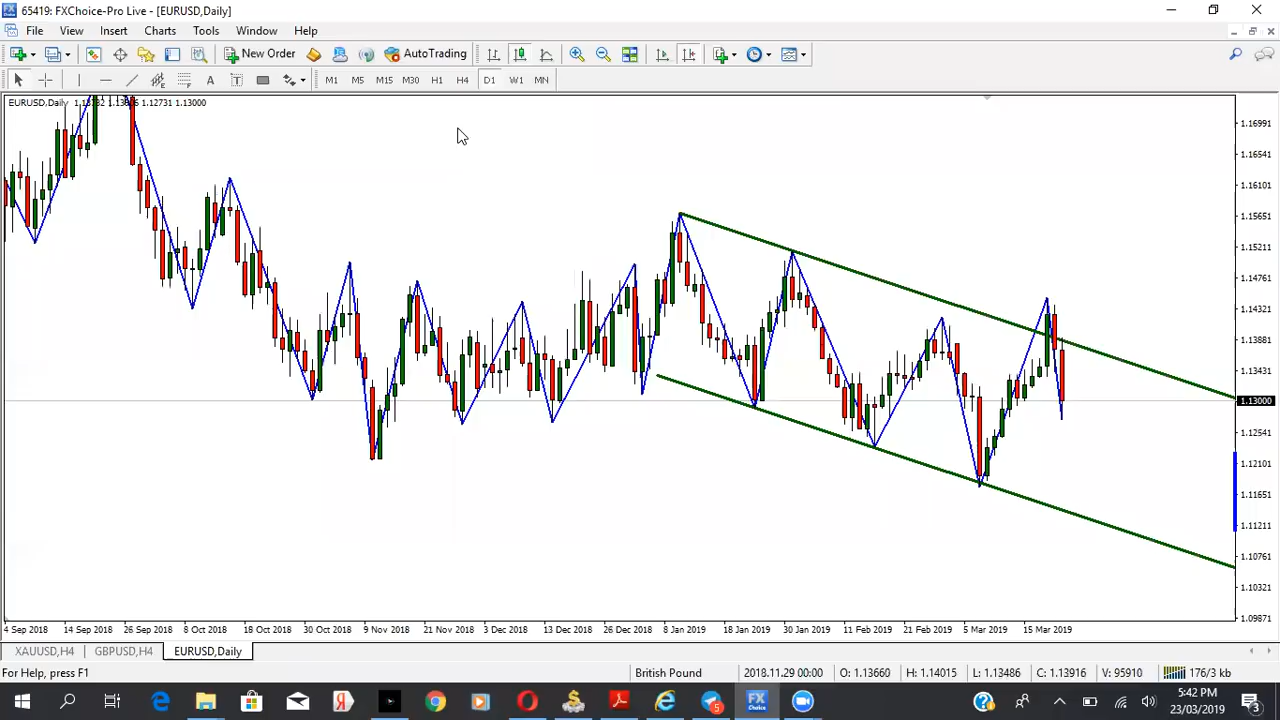 65419: FXChoice-Pro Live - [EURUSD,Daily]
File View Insert Charts Tools Window Help
New Order AutoTrading
M1 M5 M15 M30 H1 H4 D1 W1 MN
EURUSD,Daily 1.12731 1.13000
1.16991
1.16541
1.16101
1.15651
1.15211
1.14761
1.14321
1.13881
1.13431
1.13000
1.12541
1.12101
1.11651
1.11211
1.10761
1.10321
1.09871
4 Sep 2018 14 Sep 2018 26 Sep 2018 8 Oct 2018 18 Oct 2018 30 Oct 2018 9 Nov 2018 21 Nov 2018 3 Dec 2018 13 Dec 2018 26 Dec 2018 8 Jan 2019 18 Jan 2019 30 Jan 2019 11 Feb 2019 21 Feb 2019 5 Mar 2019 15 Mar 2019
XAUUSD,H4 GBPUSD,H4 EURUSD,Daily
For Help, press F1 British Pound 2018.11.29 00:00 O: 1.13660 H: 1.14015 L: 1.13486 C: 1.13916 V: 95910 176/3 kb
FX
Choice
5
5:42 PM
23/03/2019
3